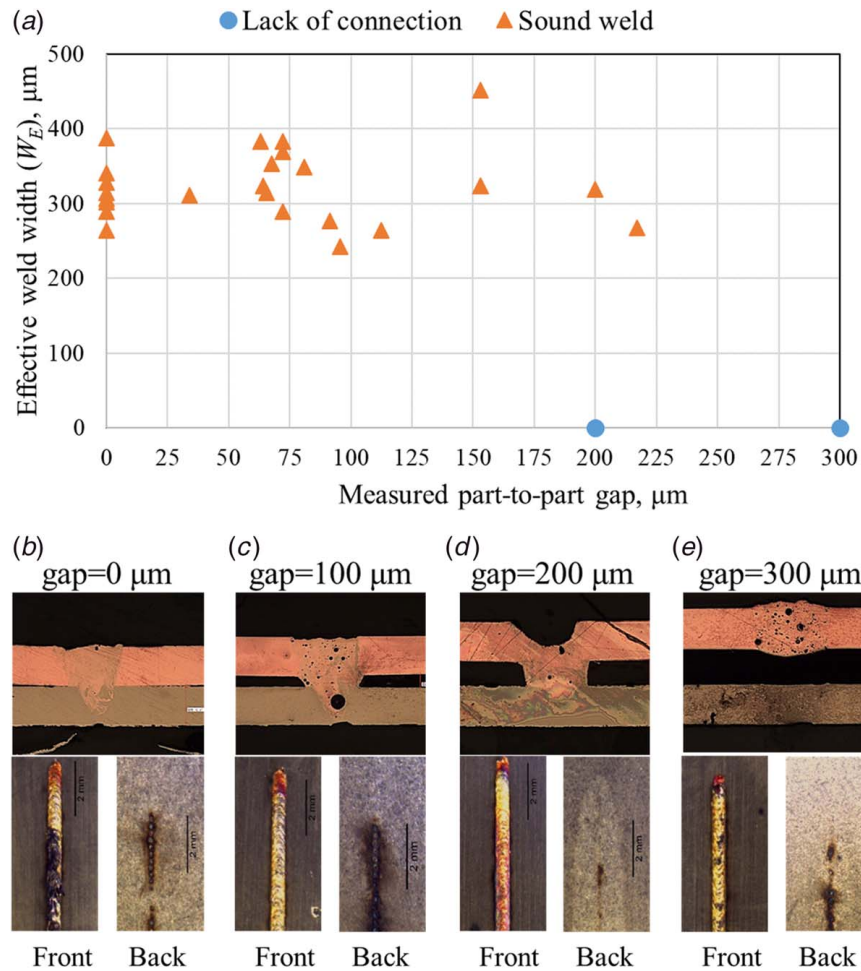 (a)
Lack of connection
Sound weld
Effective weld width (W_E), μm
500
400
300
200
100
0
0 25 50 75 100 125 150 175 200 225 250 275 300
Measured part-to-part gap, μm
(b) (c) (d) (e)
gap=0 μm gap=100 μm gap=200 μm gap=300 μm
2 mm 2 mm 2 mm 2 mm
Front Back Front Back Front Back Front Back